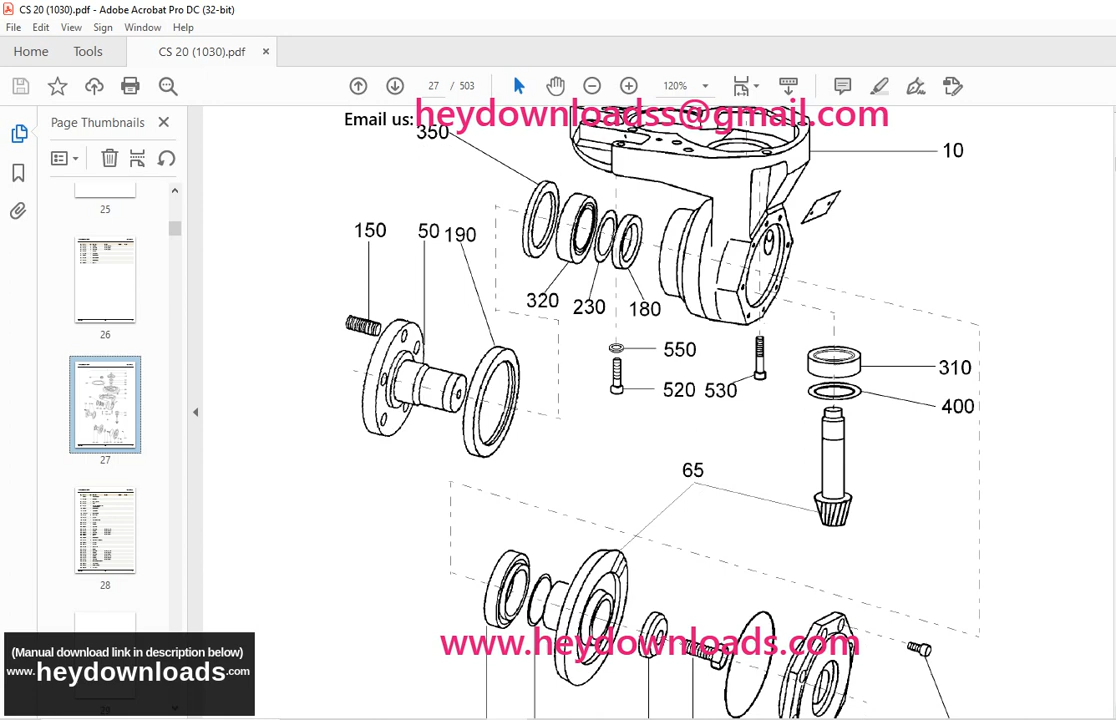 CS 20 (1030).pdf - Adobe Acrobat Pro DC (32-bit)
File Edit View Sign Window Help
Home Tools CS 20 (1030).pdf ×
27 / 503 120%
Page Thumbnails
25
26
27
28
29
Email us: heydownloadss@gmail.com
350
10
150 50 190
320 230 180
550
310
520 530
400
65
www.heydownloads.com
(Manual download link in description below)
www.heydownloads.com